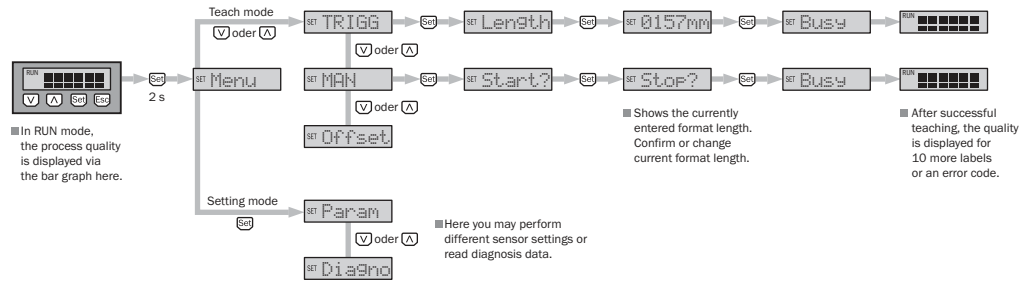 Teach mode
V oder Λ
SET TRIGG
Set
SET Length
Set
SET 0157mm
Set
SET Busy
RUN
V oder Λ
RUN
V Λ Set Esc
Set
2 s
SET Menu
SET MAN
Set
SET Start?
Set
SET Stop?
Set
SET Busy
RUN
V oder Λ
SET Offset
In RUN mode,
the process quality
is displayed via
the bar graph here.
Shows the currently
entered format length.
Confirm or change
current format length.
After successful
teaching, the quality
is displayed for
10 more labels
or an error code.
Setting mode
Set
SET Param
V oder Λ
SET Diagno
Here you may perform
different sensor settings or
read diagnosis data.